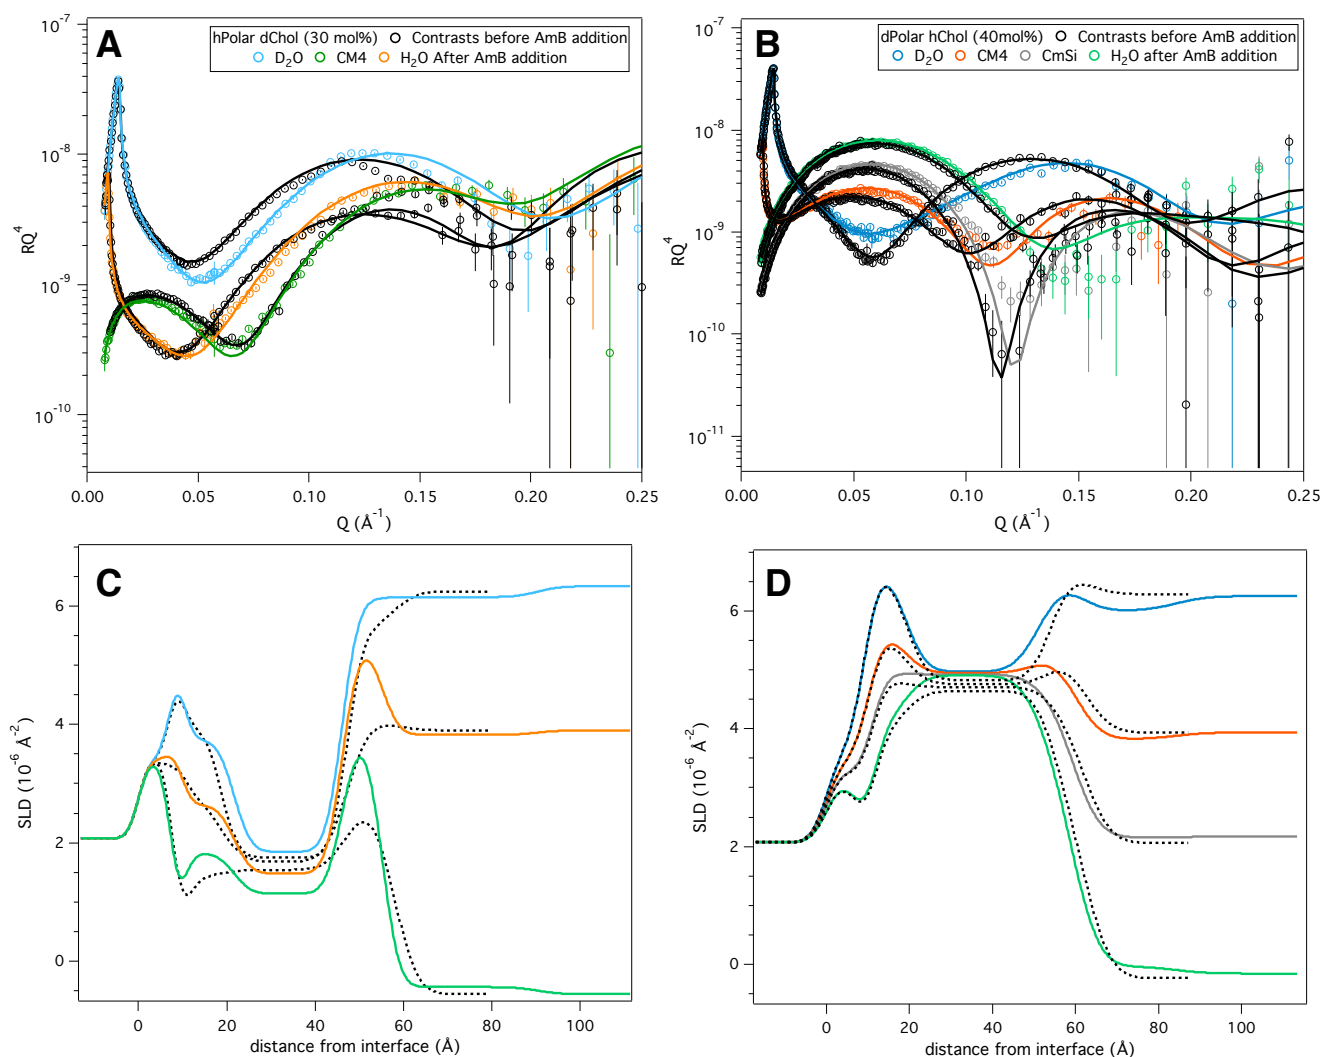 A
hPolar dChol (30 mol%) Contrasts before AmB addition
D₂O CM4 H₂O After AmB addition
10⁻⁷
10⁻⁸
10⁻⁹
10⁻¹⁰
RQ⁴
0.00 0.05 0.10 0.15 0.20 0.25
Q (Å⁻¹)
B
dPolar hChol (40mol%) Contrasts before AmB addition
D₂O CM4 CmSi H₂O after AmB addition
10⁻⁷
10⁻⁸
10⁻⁹
10⁻¹⁰
10⁻¹¹
RQ⁴
0.00 0.05 0.10 0.15 0.20 0.25
Q (Å⁻¹)
C
6
4
2
0
SLD (10⁻⁶ Å⁻²)
0 20 40 60 80 100
distance from interface (Å)
D
6
4
2
0
SLD (10⁻⁶ Å⁻²)
0 20 40 60 80 100
distance from interface (Å)